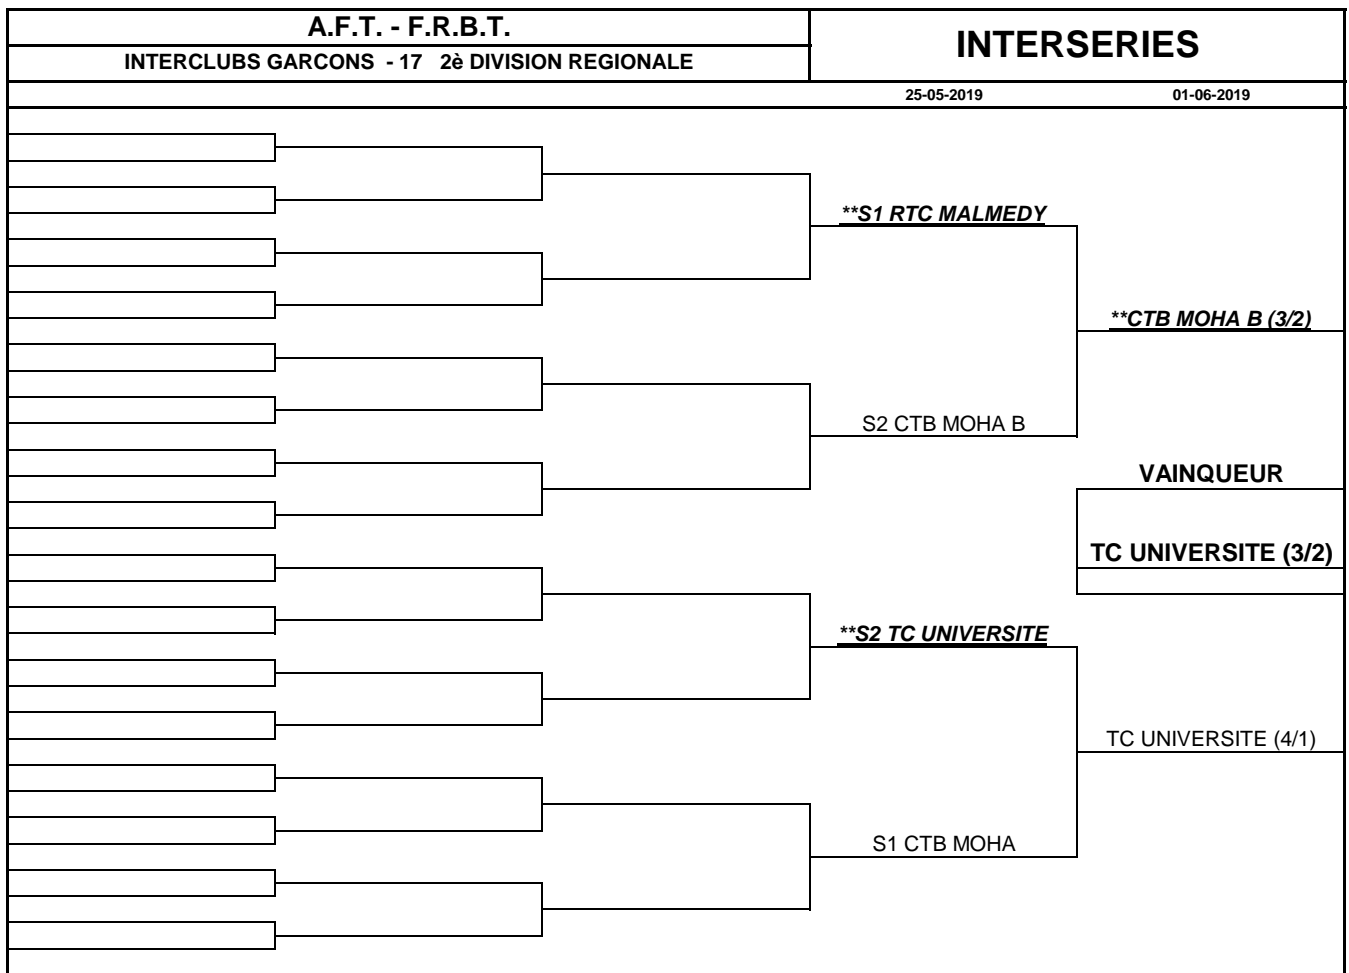 A.F.T. - F.R.B.T.
INTERCLUBS GARCONS - 17 2è DIVISION REGIONALE
INTERSERIES
25-05-2019 01-06-2019
**S1 RTC MALMEDY
**CTB MOHA B (3/2)
S2 CTB MOHA B
VAINQUEUR
TC UNIVERSITE (3/2)
**S2 TC UNIVERSITE
TC UNIVERSITE (4/1)
S1 CTB MOHA